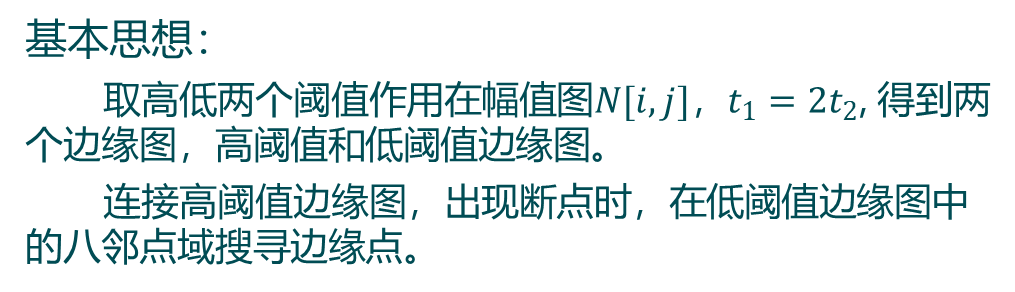 基本思想：
取高低两个阈值作用在幅值图N[i,j]，t₁ = 2t₂, 得到两
个边缘图，高阈值和低阈值边缘图。
连接高阈值边缘图，出现断点时，在低阈值边缘图中
的八邻点域搜寻边缘点。